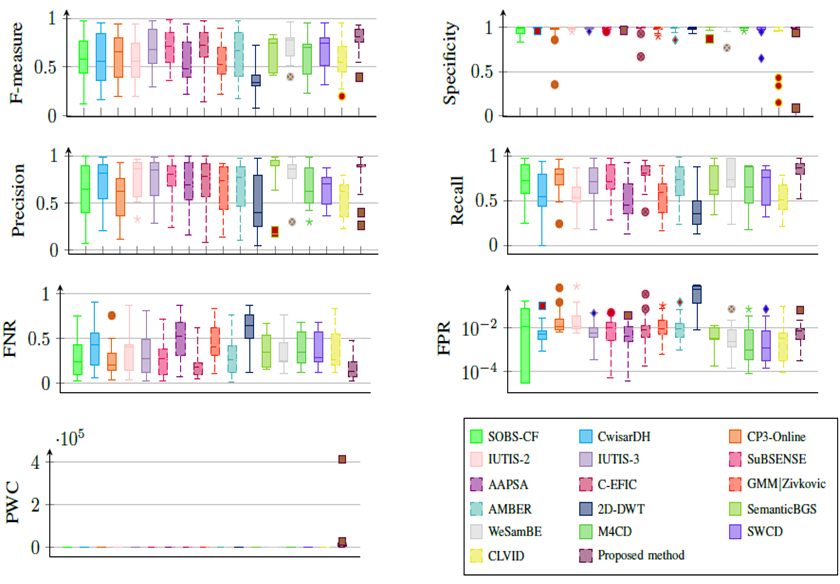 F-measure
1
0.5
0
Specificity
1
0.5
0
Precision
1
0.5
0
Recall
1
0.5
0
FNR
1
0.5
0
FPR
10−2
10−4
PWC
·10^5
4
2
0
SOBS-CF CwisarDH CP3-Online
IUTIS-2 IUTIS-3 SuBSENSE
AAPSA C-EFIC GMM|Zivkovic
AMBER 2D-DWT SemanticBGS
WeSamBE M4CD SWCD
CLVID Proposed method